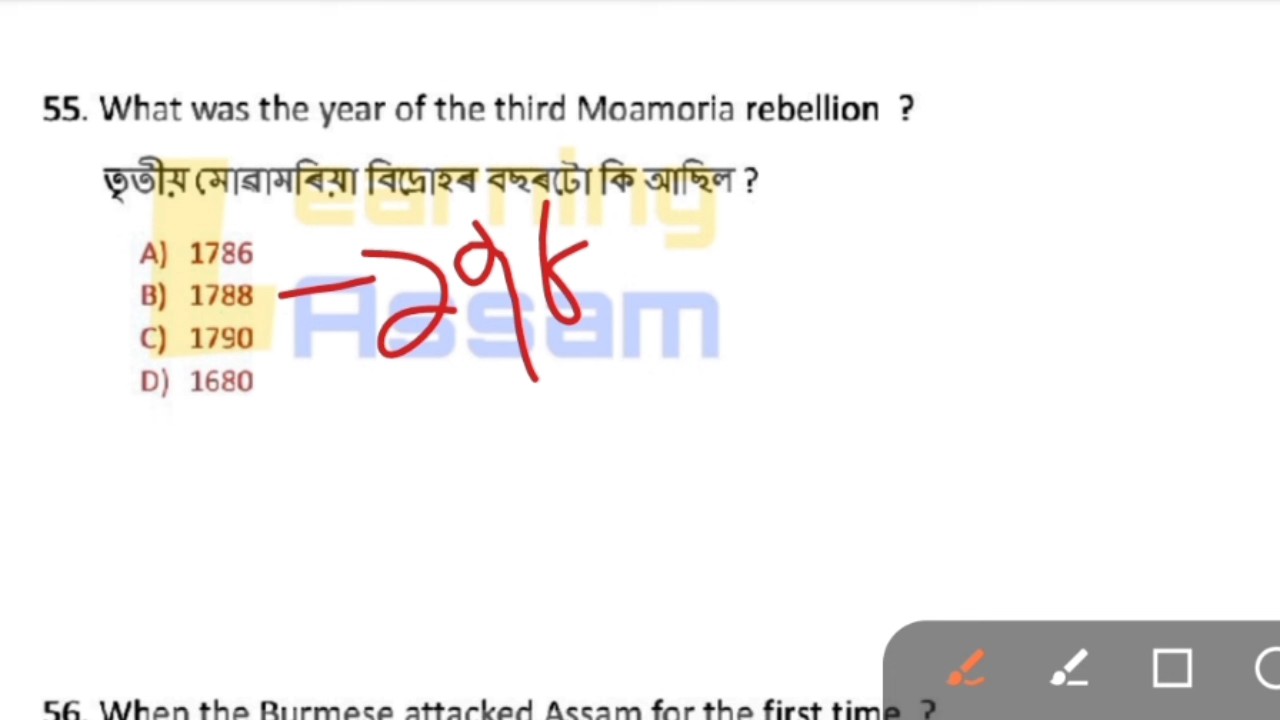 55. What was the year of the third Moamoria rebellion ?
তৃতীয় মোৱামৰিয়া বিদ্ৰোহৰ বছৰটো কি আছিল ?
A) 1786
B) 1788
C) 1790
D) 1680
Learning
Assam
56. When the Burmese attacked Assam for the first time ?